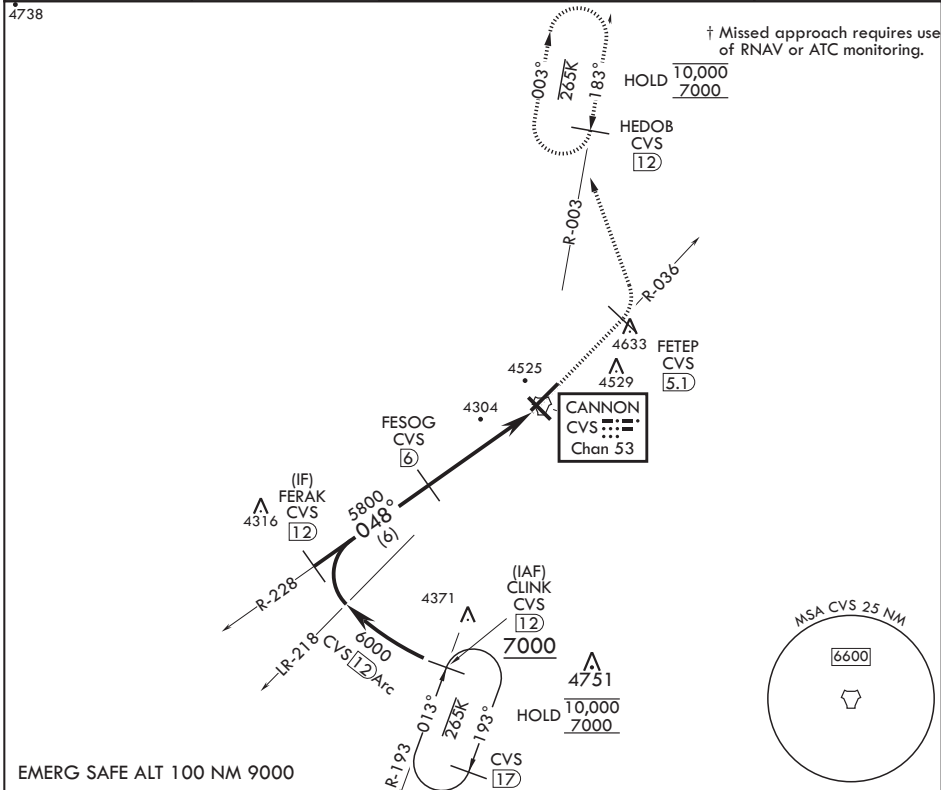 4738
† Missed approach requires use
of RNAV or ATC monitoring.
003°
265K
183°
HOLD 10,000
7000
HEDOB
CVS
12
R-003
R-036
4633
FETEP
CVS
5.1
4525
4529
4304
CANNON
CVS
Chan 53
FESOG
CVS
6
(IF)
FERAK
CVS
12
4316
5800
048°
(6)
R-228
LR-218
6000
CVS 12 Arc
4371
(IAF)
CLINK
CVS
12
7000
4751
HOLD 10,000
7000
013°
265K
193°
R-193
CVS
17
MSA CVS 25 NM
6600
EMERG SAFE ALT 100 NM 9000